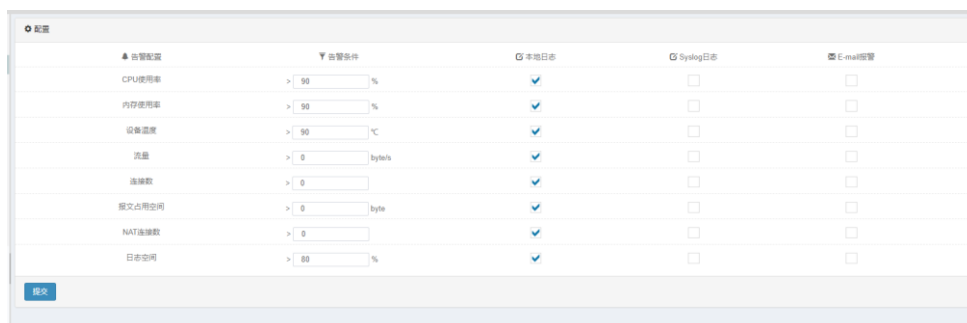 配置
告警配置 告警条件 本地日志 Syslog日志 E-mail报警
CPU使用率 > 90 %
内存使用率 > 90 %
设备温度 > 90 ℃
流量 > 0 byte/s
连接数 > 0
报文占用空间 > 0 byte
NAT连接数 > 0
日志空间 > 80 %
提交